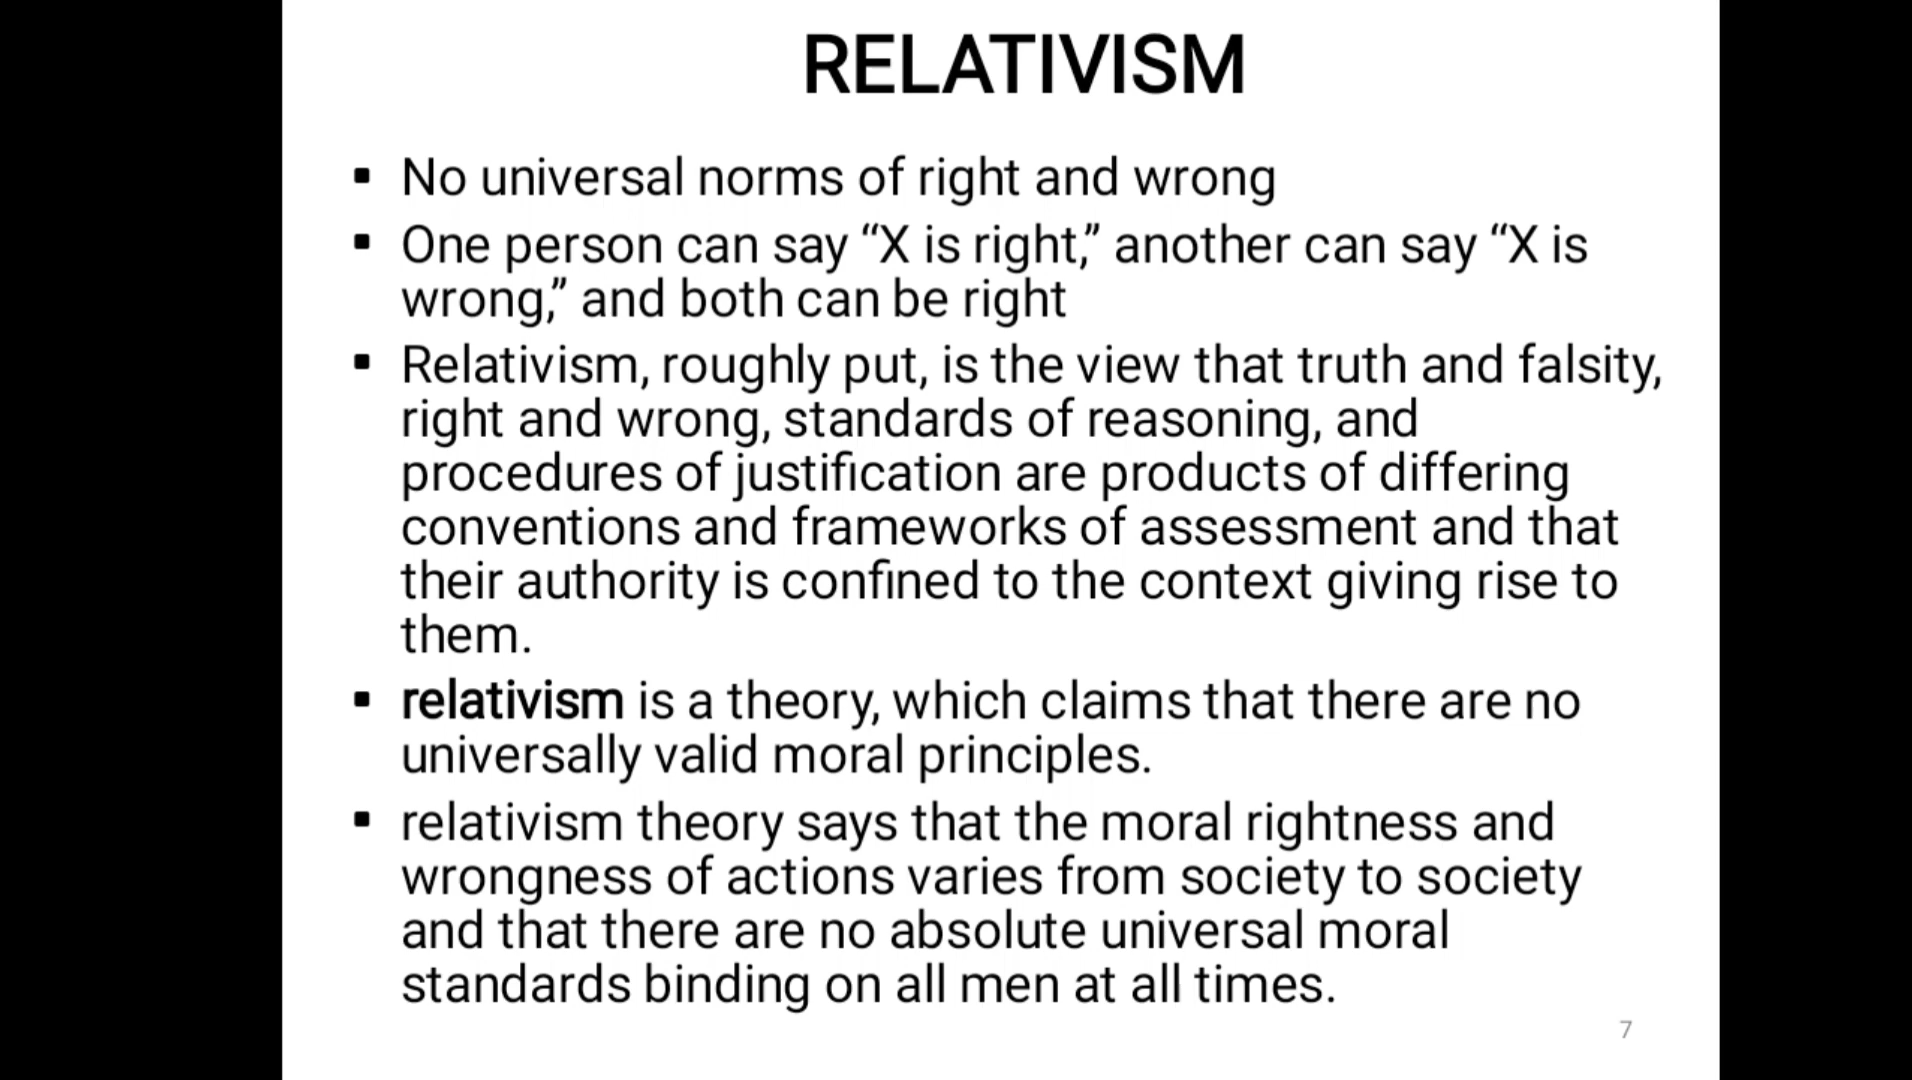 RELATIVISM
▪ No universal norms of right and wrong
▪ One person can say “X is right,” another can say “X is
wrong,” and both can be right
▪ Relativism, roughly put, is the view that truth and falsity,
right and wrong, standards of reasoning, and
procedures of justification are products of differing
conventions and frameworks of assessment and that
their authority is confined to the context giving rise to
them.
▪ relativism is a theory, which claims that there are no
universally valid moral principles.
▪ relativism theory says that the moral rightness and
wrongness of actions varies from society to society
and that there are no absolute universal moral
standards binding on all men at all times.
7